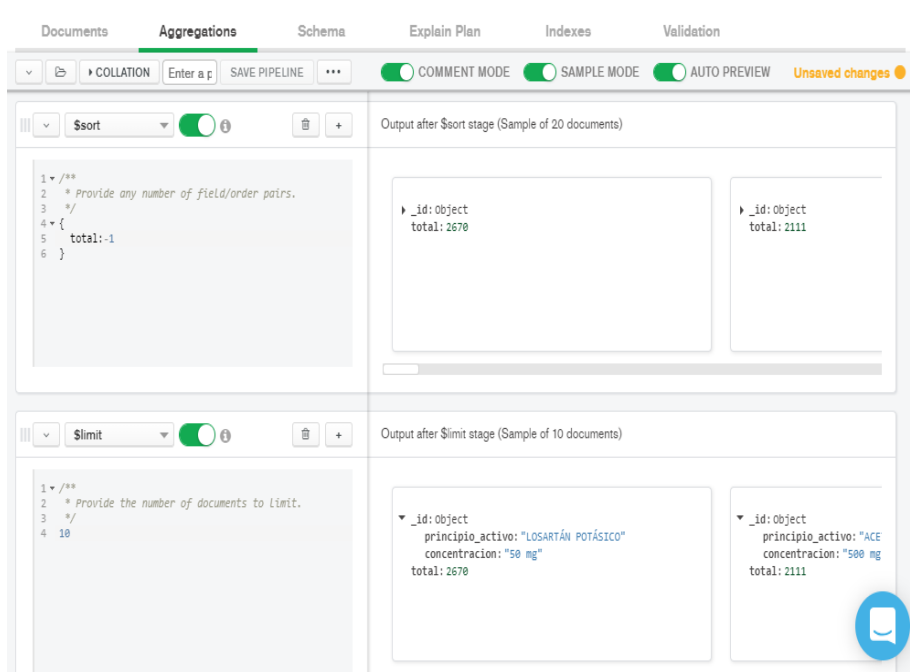 Documents Aggregations Schema Explain Plan Indexes Validation
COLLATION Enter a p SAVE PIPELINE ••• COMMENT MODE SAMPLE MODE AUTO PREVIEW Unsaved changes
$sort
Output after $sort stage (Sample of 20 documents)
1 /**
2 * Provide any number of field/order pairs.
3 */
4 {
5 total:-1
6 }
_id: Object
total: 2670
_id: Object
total: 2111
$limit
Output after $limit stage (Sample of 10 documents)
1 /**
2 * Provide the number of documents to limit.
3 */
4 10
_id: Object
principio_activo: "LOSARTÁN POTÁSICO"
concentracion: "50 mg"
total: 2670
_id: Object
principio_activo: "ACE
concentracion: "500 mg
total: 2111